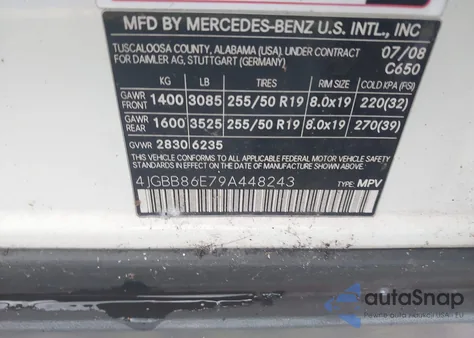 MFD BY MERCEDES-BENZ U.S. INTL., INC
TUSCALOOSA COUNTY, ALABAMA (USA), UNDER CONTRACT 07/08
FOR DAIMLER AG, STUTTGART (GERMANY) C650
KG LB TIRES RIM SIZE COLD KPA (PSI)
GAWR FRONT 1400 3085 255/50 R19 8.0x19 220(32)
GAWR REAR 1600 3525 255/50 R19 8.0x19 270(39)
GVWR 2830 6235
THIS VEHICLE CONFORMS TO ALL APPLICABLE FEDERAL MOTOR VEHICLE SAFETY STANDARDS IN EFFECT ON THE DATE OF MANUFACTURE SHOWN ABOVE.
4JGBB86E79A448243 TYPE: MPV
autoSnap